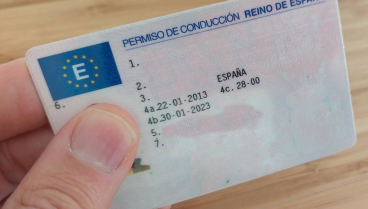 PERMISO DE CONDUCCIÓN REINO DE ESPAÑ
E
1.
2.
3. ESPAÑA
4a.22-01-2013 4c. 28-00
4b.30-01-2023
5.
6.
7.